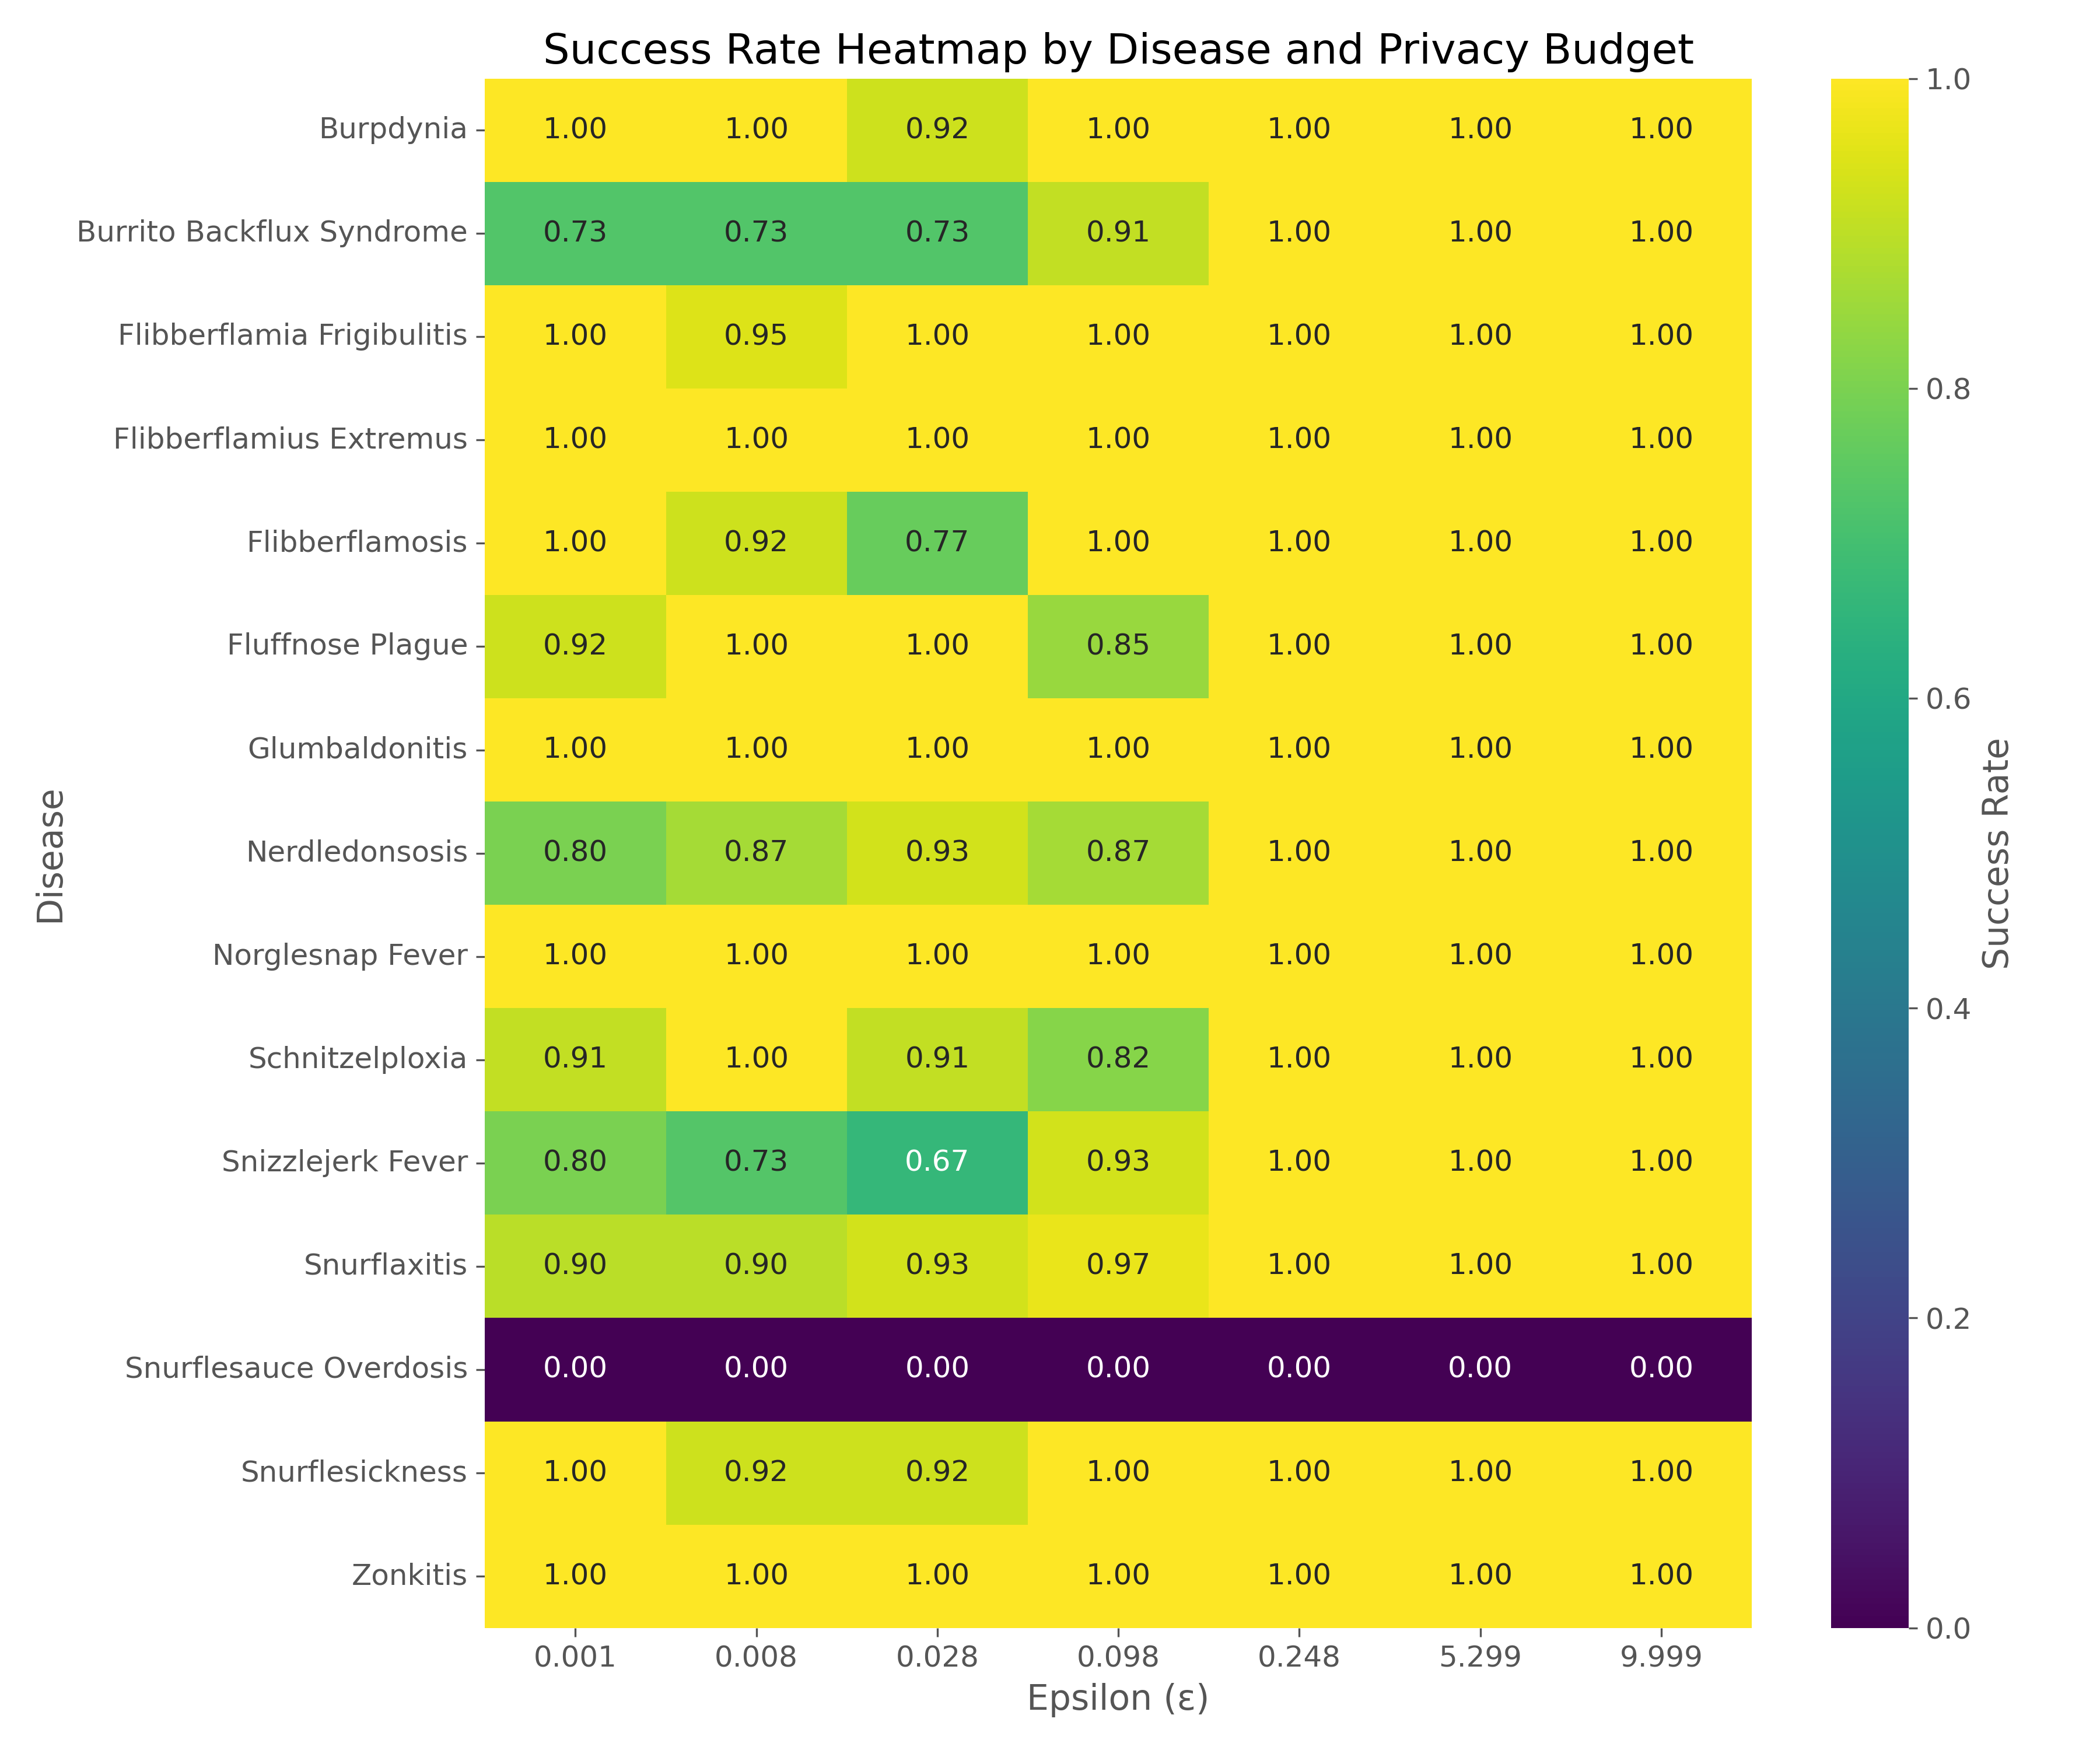 Success Rate Heatmap by Disease and Privacy Budget
Burpdynia 1.00 1.00 0.92 1.00 1.00 1.00 1.00
Burrito Backflux Syndrome 0.73 0.73 0.73 0.91 1.00 1.00 1.00
Flibberflamia Frigibulitis 1.00 0.95 1.00 1.00 1.00 1.00 1.00
Flibberflamius Extremus 1.00 1.00 1.00 1.00 1.00 1.00 1.00
Flibberflamosis 1.00 0.92 0.77 1.00 1.00 1.00 1.00
Fluffnose Plague 0.92 1.00 1.00 0.85 1.00 1.00 1.00
Glumbaldonitis 1.00 1.00 1.00 1.00 1.00 1.00 1.00
Nerdledonsosis 0.80 0.87 0.93 0.87 1.00 1.00 1.00
Norglesnap Fever 1.00 1.00 1.00 1.00 1.00 1.00 1.00
Schnitzelploxia 0.91 1.00 0.91 0.82 1.00 1.00 1.00
Snizzlejerk Fever 0.80 0.73 0.67 0.93 1.00 1.00 1.00
Snurflaxitis 0.90 0.90 0.93 0.97 1.00 1.00 1.00
Snurflesauce Overdosis 0.00 0.00 0.00 0.00 0.00 0.00 0.00
Snurflesickness 1.00 0.92 0.92 1.00 1.00 1.00 1.00
Zonkitis 1.00 1.00 1.00 1.00 1.00 1.00 1.00
0.001 0.008 0.028 0.098 0.248 5.299 9.999
Epsilon (ε)
Disease
1.0
0.8
0.6
0.4
0.2
0.0
Success Rate